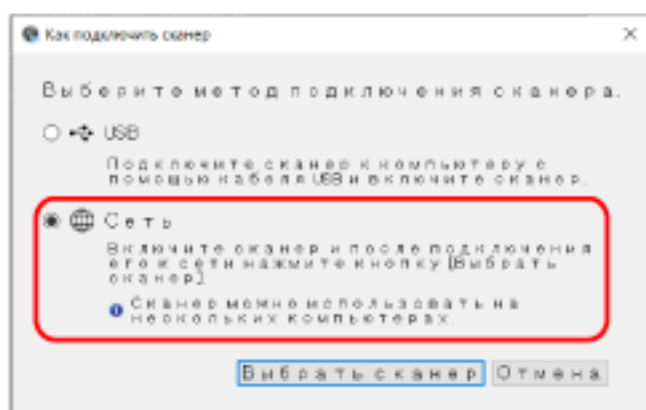 Как подключить сканер
Выберите метод подключения сканера.
USB
Подключите сканер к компьютеру с
помощью кабеля USB и включите сканер.
Сеть
Включите сканер и после подключения
его к сети нажмите кнопку [Выбрать
сканер].
Сканер можно использовать на
нескольких компьютерах.
Выбрать сканер
Отмена